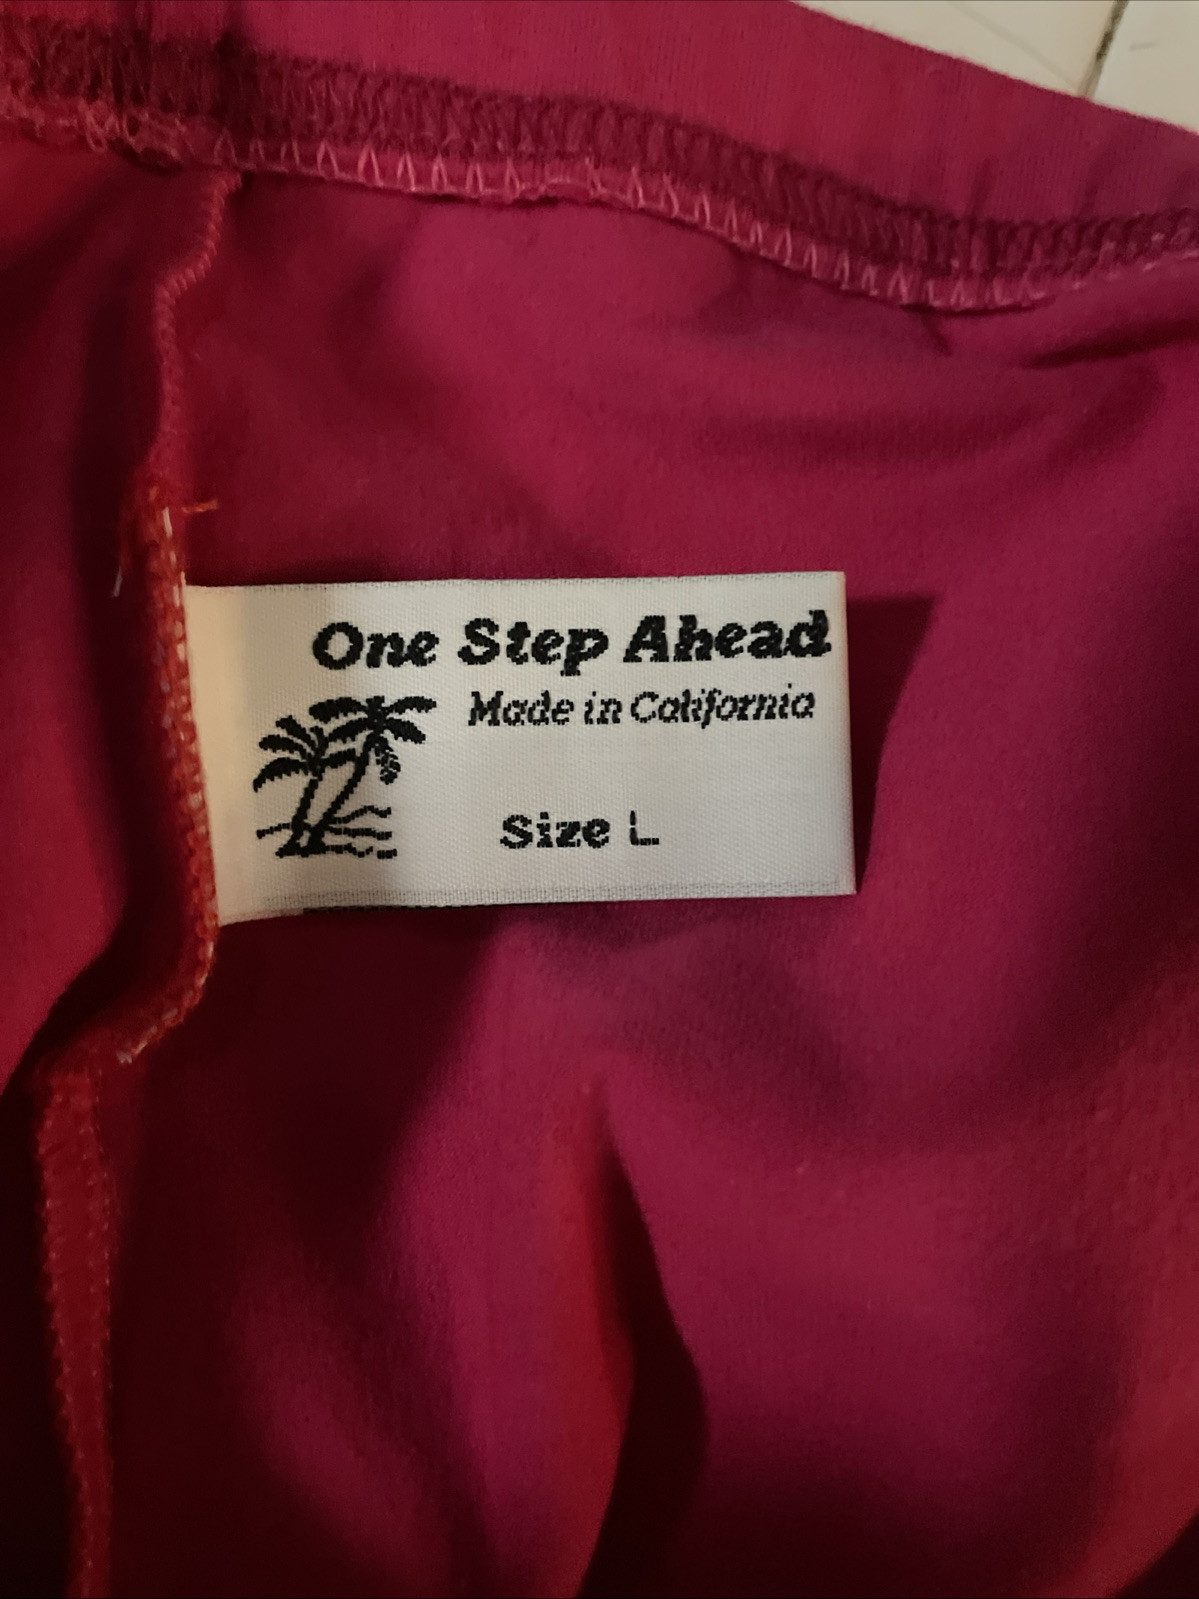 One Step Ahead
Made in California
Size L